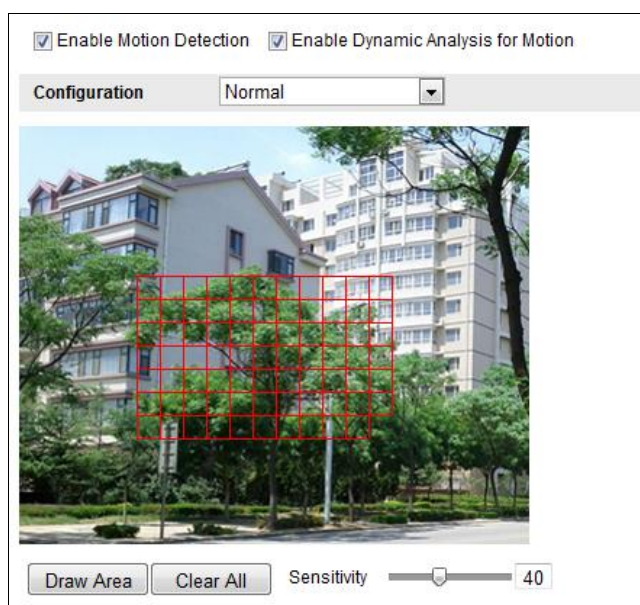 Enable Motion Detection Enable Dynamic Analysis for Motion
Configuration Normal
Draw Area Clear All Sensitivity 40